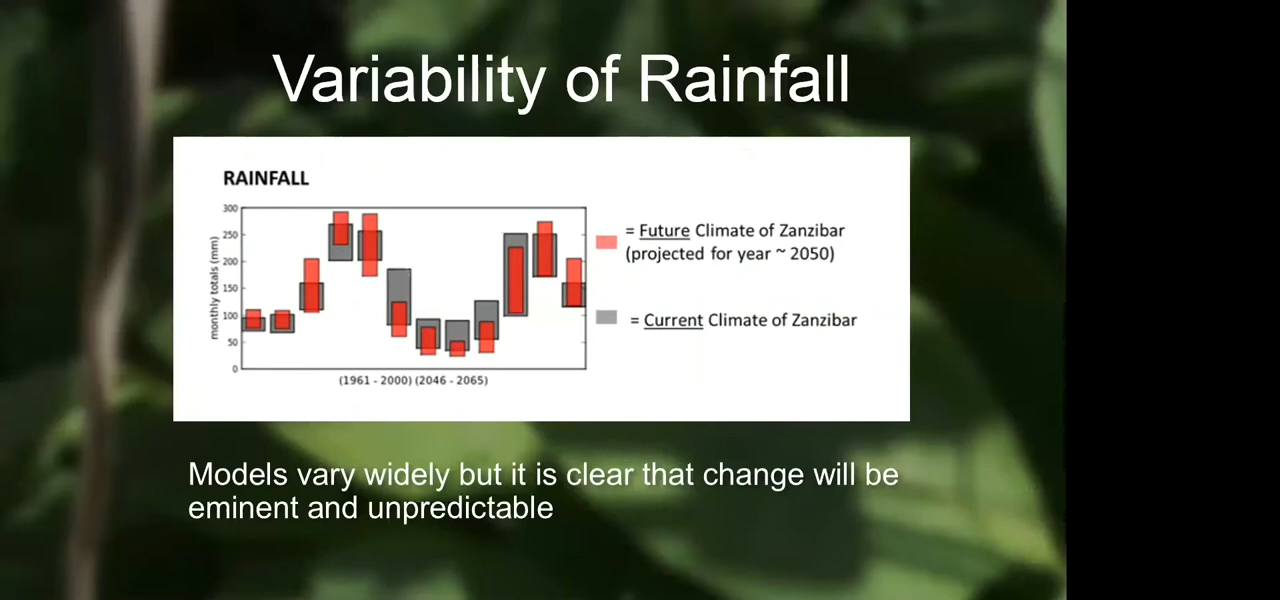 Variability of Rainfall
RAINFALL
300
250
200
150
100
50
0
monthly totals (mm)
(1961 - 2000) (2046 - 2065)
= Future Climate of Zanzibar
(projected for year ~ 2050)
= Current Climate of Zanzibar
Models vary widely but it is clear that change will be
eminent and unpredictable